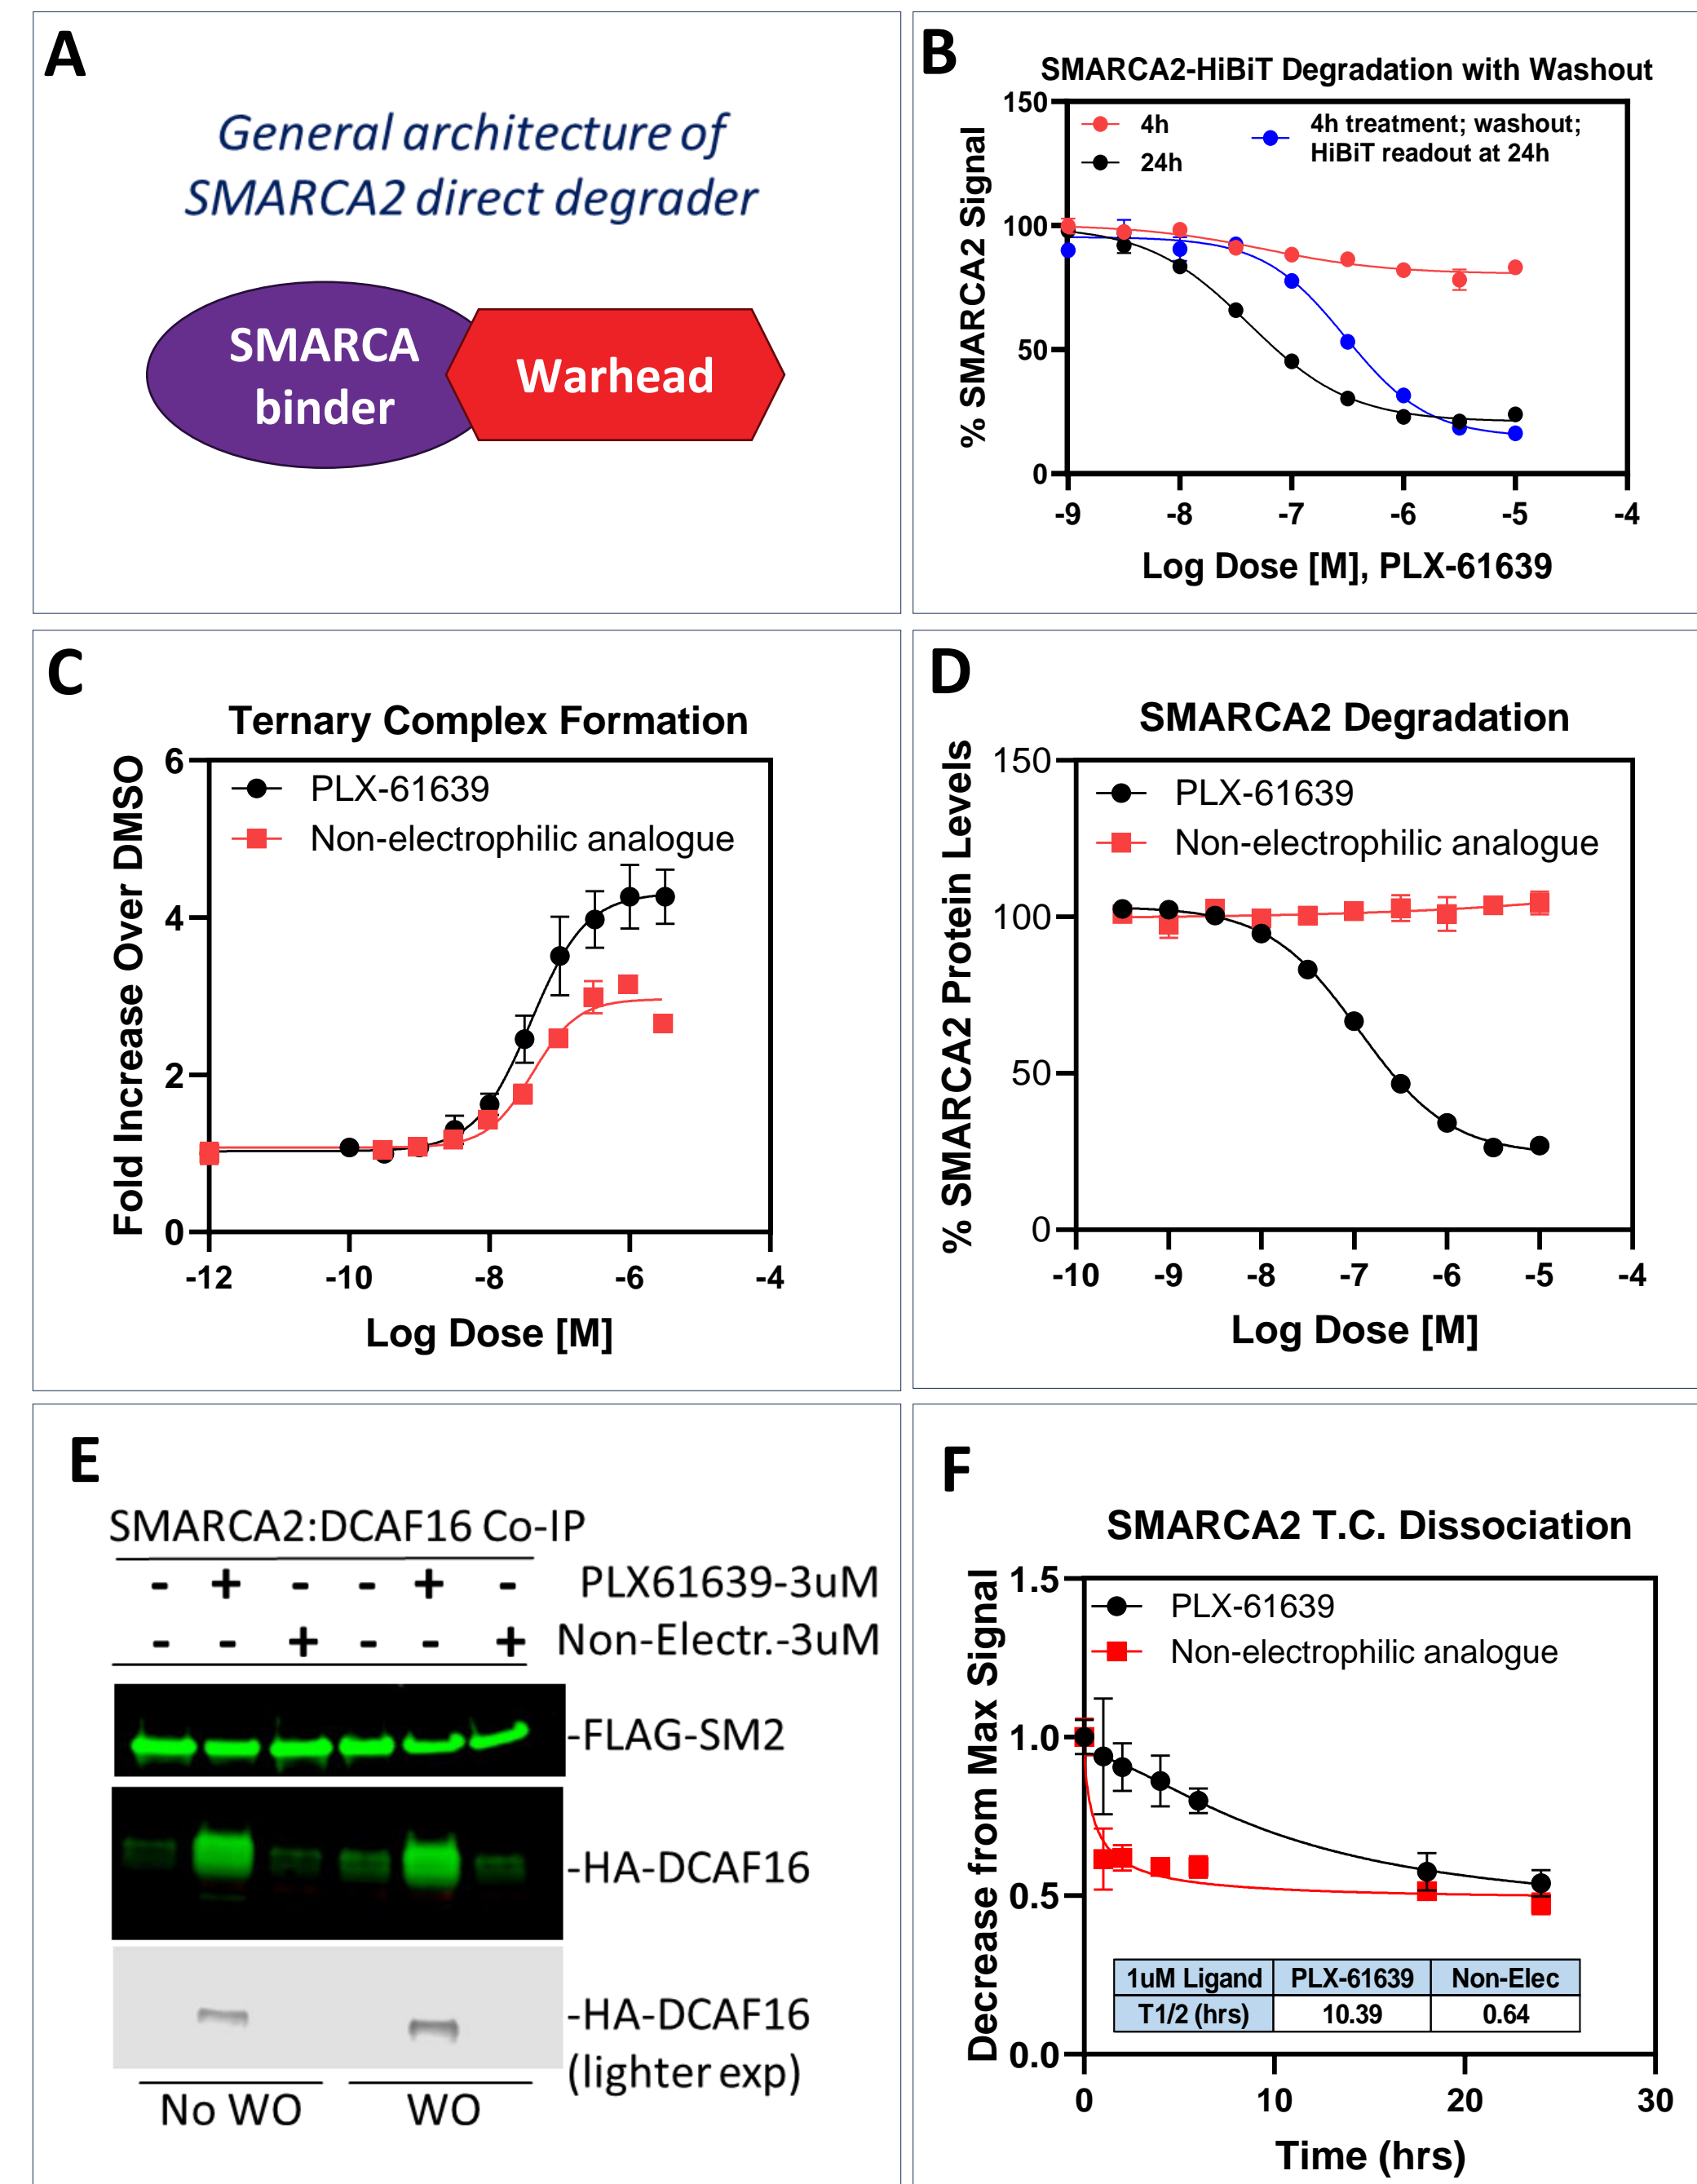 A
General architecture of
SMARCA2 direct degrader
SMARCA
binder
Warhead
B
SMARCA2-HiBiT Degradation with Washout
% SMARCA2 Signal
150
100
50
0
4h
24h
4h treatment; washout;
HiBiT readout at 24h
-9 -8 -7 -6 -5 -4
Log Dose [M], PLX-61639
C
Ternary Complex Formation
Fold Increase Over DMSO
6
4
2
0
PLX-61639
Non-electrophilic analogue
-12 -10 -8 -6 -4
Log Dose [M]
D
SMARCA2 Degradation
% SMARCA2 Protein Levels
150
100
50
0
PLX-61639
Non-electrophilic analogue
-10 -9 -8 -7 -6 -5 -4
Log Dose [M]
E
SMARCA2:DCAF16 Co-IP
- + - - + - PLX61639-3uM
- - + - - + Non-Electr.-3uM
-FLAG-SM2
-HA-DCAF16
-HA-DCAF16
(lighter exp)
No WO WO
F
SMARCA2 T.C. Dissociation
Decrease from Max Signal
1.5
1.0
0.5
0.0
PLX-61639
Non-electrophilic analogue
1uM Ligand PLX-61639 Non-Elec
T1/2 (hrs) 10.39 0.64
0 10 20 30
Time (hrs)